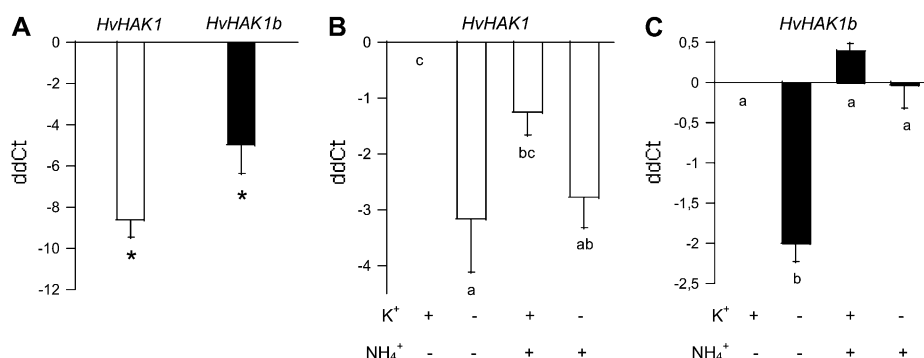 A
HvHAK1 HvHAK1b
ddCt
0
-2
-4
-6
-8
-10
-12
*
*
B
HvHAK1
ddCt
0
-1
-2
-3
-4
c
a
bc
ab
K+ + - + -
NH4+ - - + +
C
HvHAK1b
ddCt
0,5
0
-0,5
-1
-1,5
-2
-2,5
a
b
a
a
+ - + -
- - + +